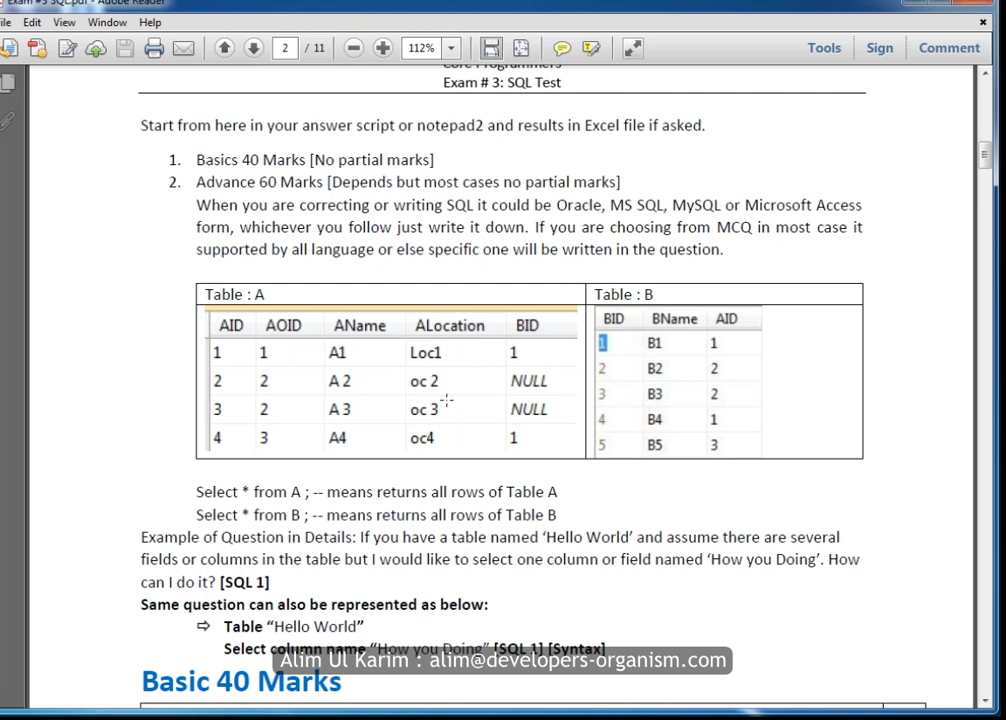 Exam #3 SQL.pdf - Adobe Reader
File Edit View Window Help
2 / 11 112% Tools Sign Comment
Core Programmers
Exam # 3: SQL Test
Start from here in your answer script or notepad2 and results in Excel file if asked.
1. Basics 40 Marks [No partial marks]
2. Advance 60 Marks [Depends but most cases no partial marks]
When you are correcting or writing SQL it could be Oracle, MS SQL, MySQL or Microsoft Access
form, whichever you follow just write it down. If you are choosing from MCQ in most case it
supported by all language or else specific one will be written in the question.
Table : A Table : B
AID AOID AName ALocation BID BID BName AID
1 1 A1 Loc1 1 1 B1 1
2 2 A 2 oc 2 NULL 2 B2 2
3 2 A 3 oc 3 NULL 3 B3 2
4 3 A4 oc4 1 4 B4 1
5 B5 3
Select * from A ; -- means returns all rows of Table A
Select * from B ; -- means returns all rows of Table B
Example of Question in Details: If you have a table named ‘Hello World’ and assume there are several
fields or columns in the table but I would like to select one column or field named ‘How you Doing’. How
can I do it? [SQL 1]
Same question can also be represented as below:
⇨ Table “Hello World”
Select column name “How you Doing” [SQL 1] [Syntax]
Alim Ul Karim : alim@developers-organism.com
Basic 40 Marks